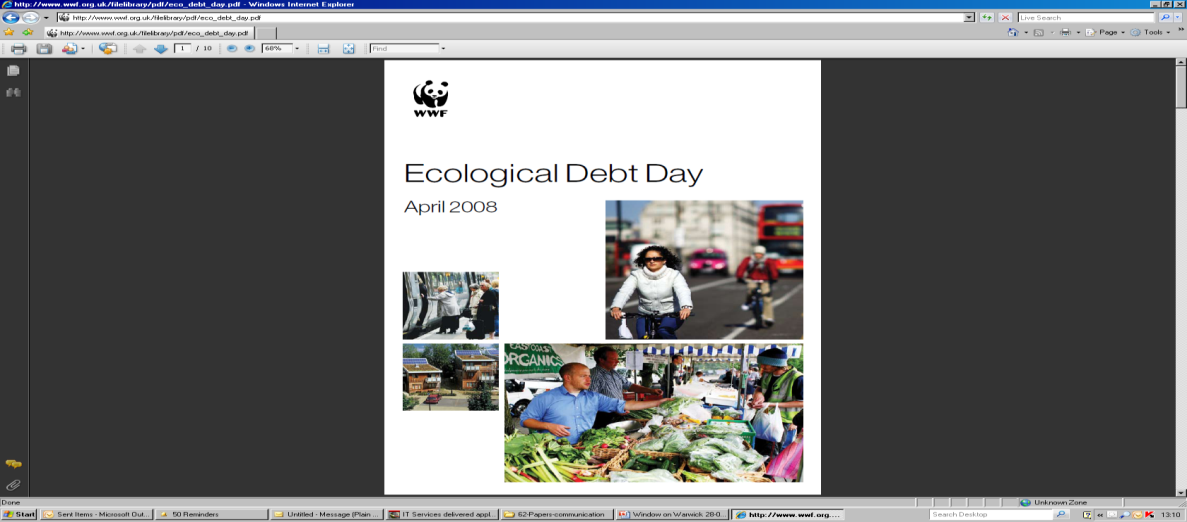 http://www.wwf.org.uk/filelibrary/pdf/eco_debt_day.pdf - Windows Internet Explorer
http://www.wwf.org.uk/filelibrary/pdf/eco_debt_day.pdf
Live Search
http://www.wwf.org.uk/filelibrary/pdf/eco_debt_day.pdf
Page
Tools
1 / 10
68%
Find
WWF
Ecological Debt Day
April 2008
ORGANICS
Done
Unknown Zone
Start
Sent Items - Microsoft Out...
50 Reminders
Untitled - Message (Plain ...
IT Services delivered appl...
62-Papers-communication
Window on Warwick 28-0...
http://www.wwf.org....
Search Desktop
13:10